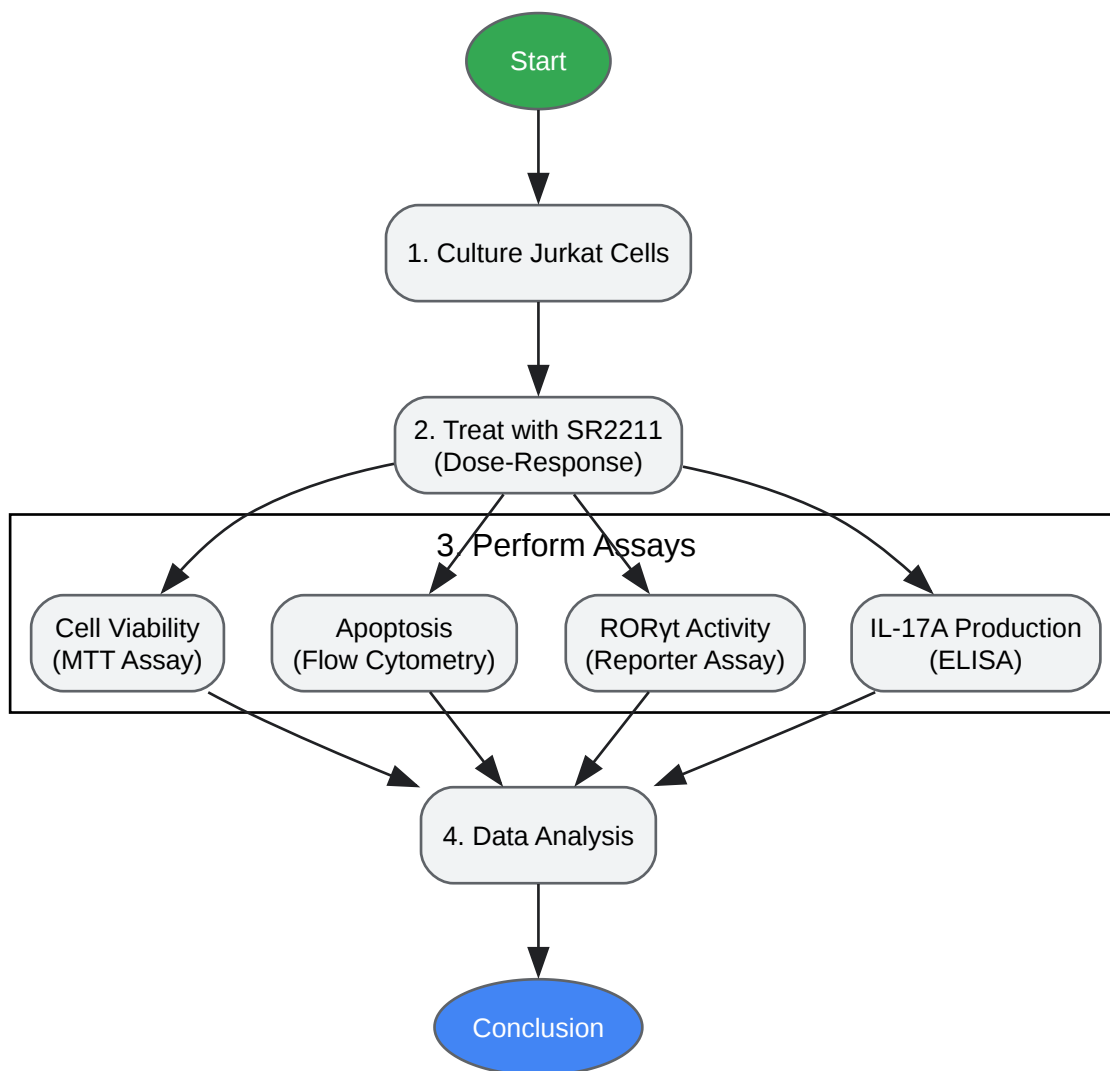 Start
1. Culture Jurkat Cells
2. Treat with SR2211
(Dose-Response)
3. Perform Assays
Cell Viability
(MTT Assay)
Apoptosis
(Flow Cytometry)
RORγt Activity
(Reporter Assay)
IL-17A Production
(ELISA)
4. Data Analysis
Conclusion